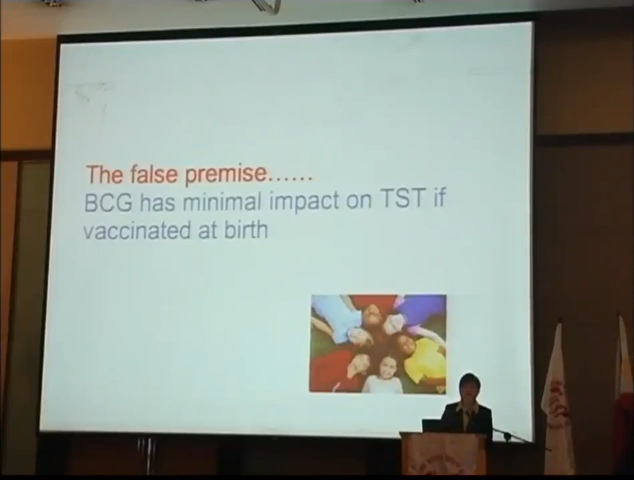 The false premise......
BCG has minimal impact on TST if
vaccinated at birth